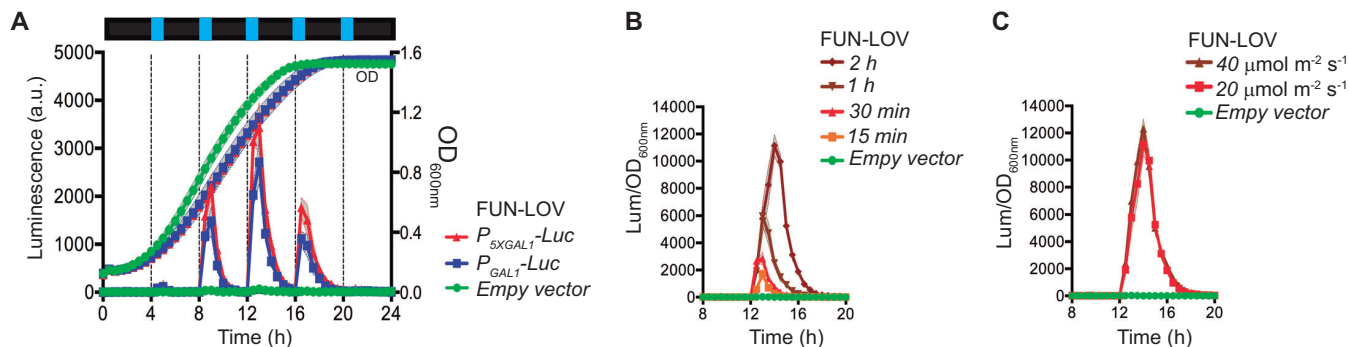 A
5000
4000
3000
2000
1000
0
Luminescence (a.u.)
1.6
1.2
0.8
0.4
0.0
OD600nm
OD
0 4 8 12 16 20 24
Time (h)
FUN-LOV
P5XGAL1-Luc
PGAL1-Luc
Empy vector
B
FUN-LOV
2 h
1 h
30 min
15 min
Empy vector
14000
12000
10000
8000
6000
4000
2000
0
Lum/OD600nm
8 12 16 20
Time (h)
C
FUN-LOV
40 µmol m-2 s-1
20 µmol m-2 s-1
Empy vector
14000
12000
10000
8000
6000
4000
2000
0
Lum/OD600nm
8 12 16 20
Time (h)